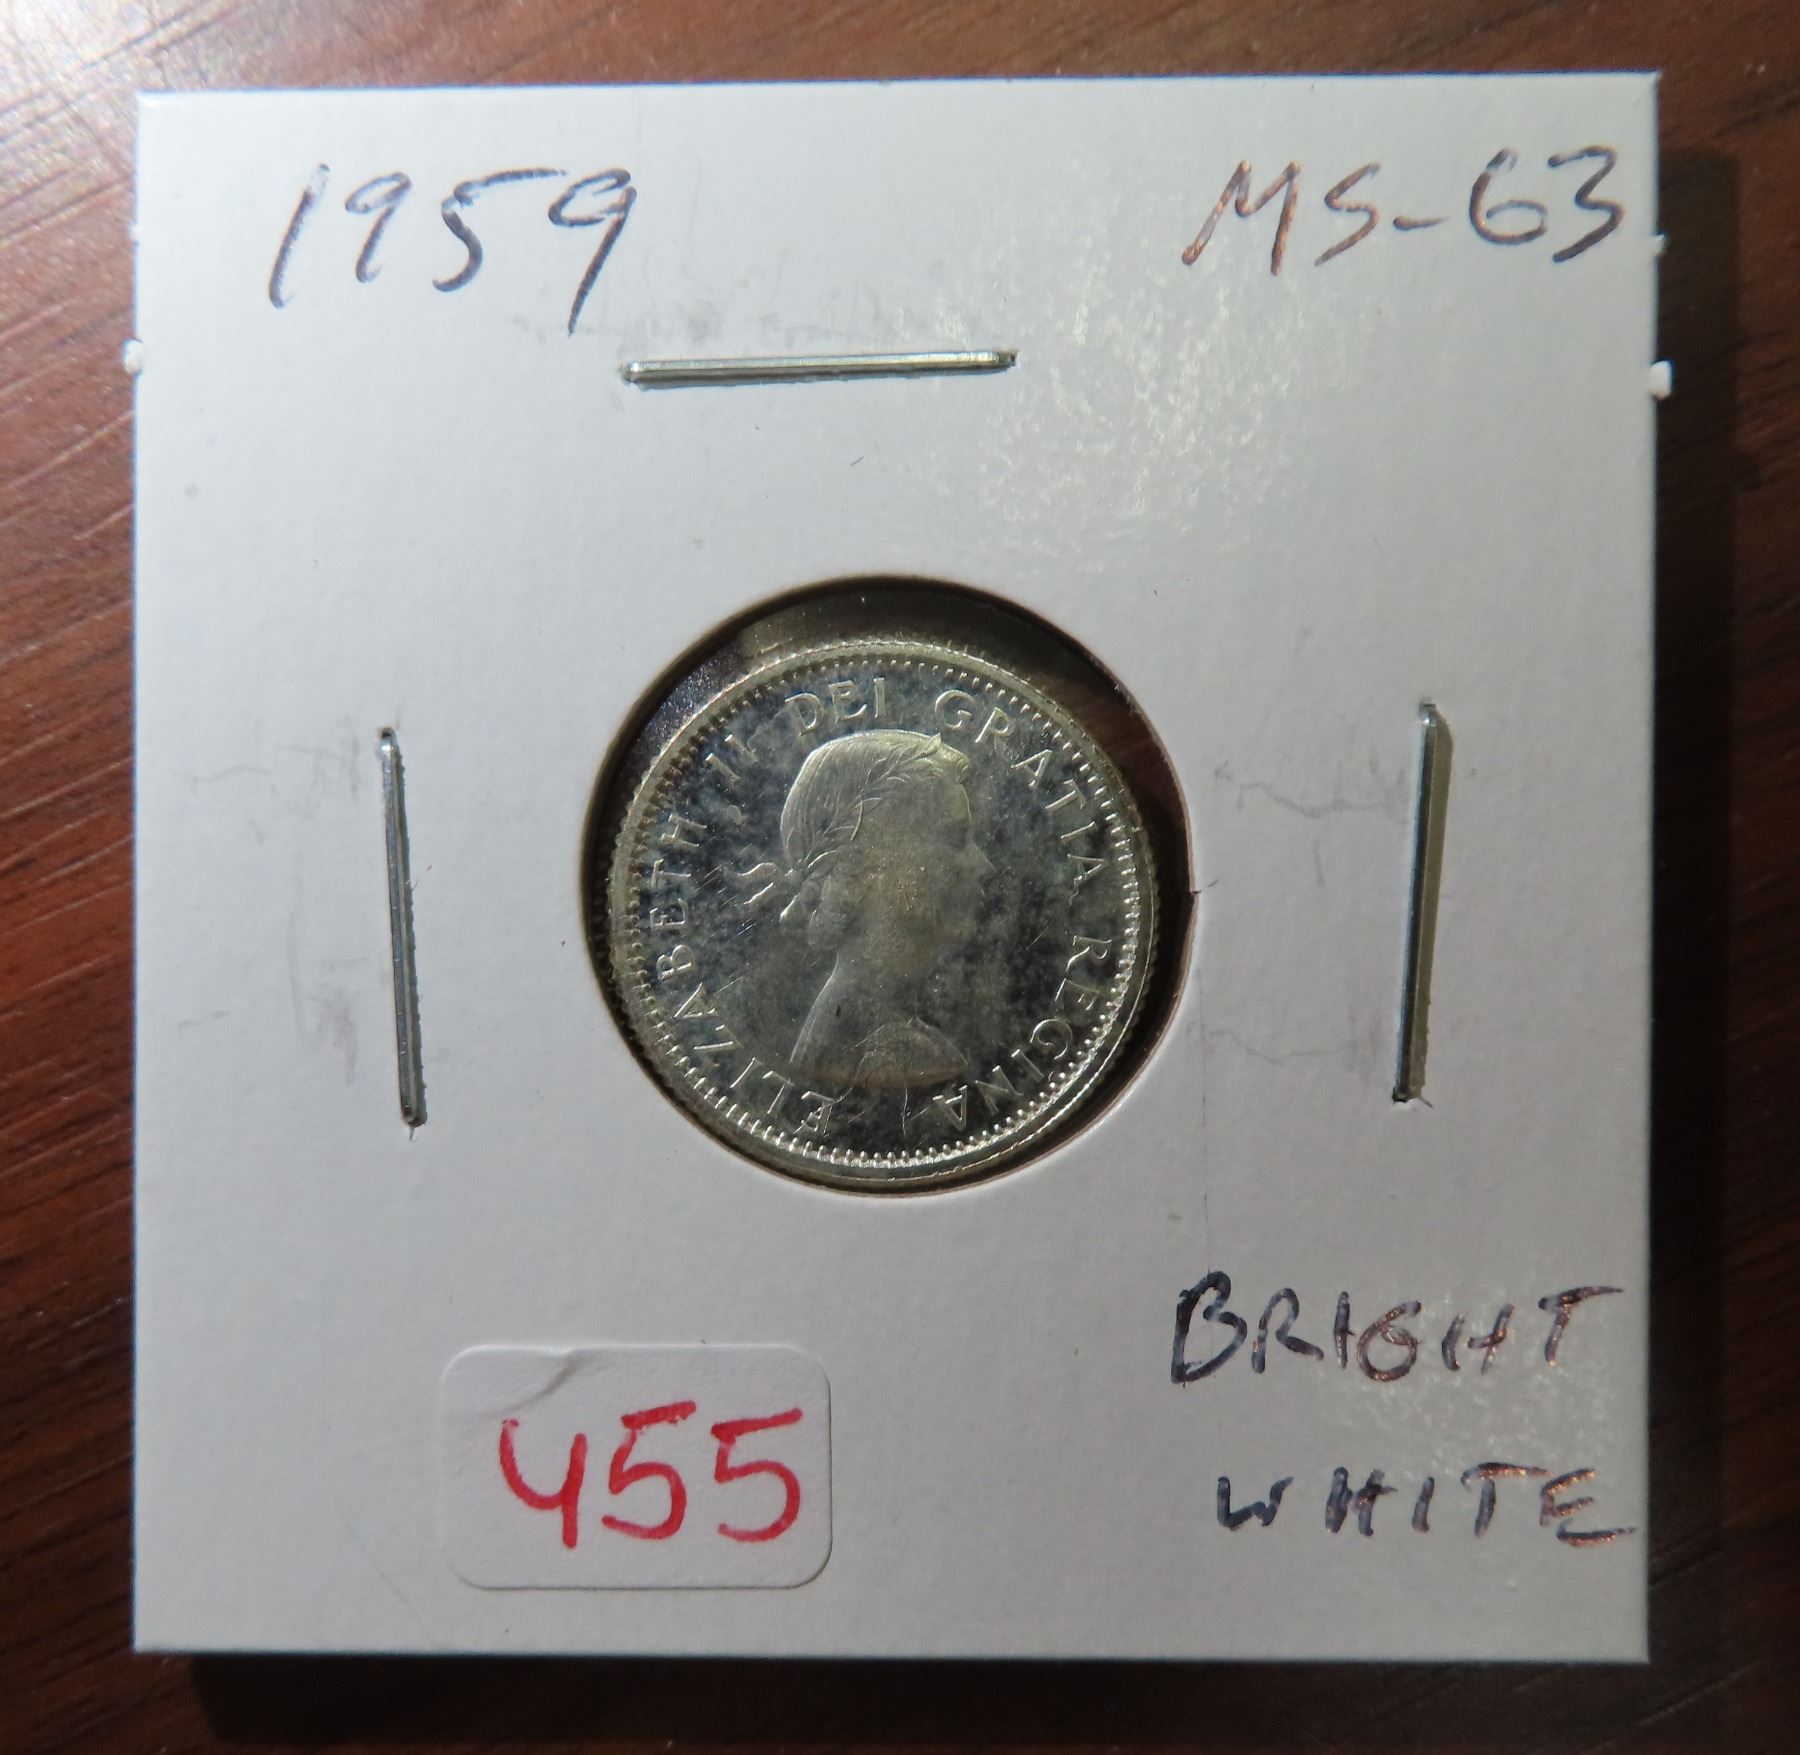 1959
MS-63
ELIZABETH II DEI GRATIA REGINA
BRIGHT
WHITE
455